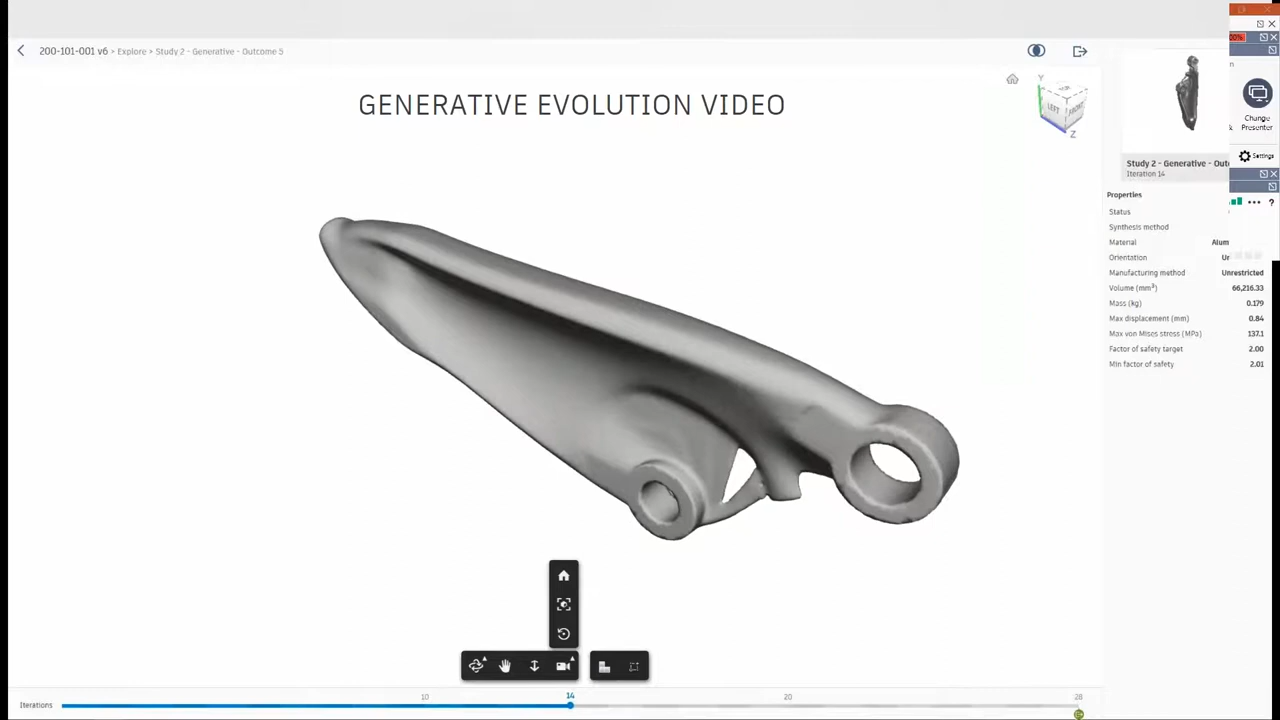 200-101-001 v6 > Explore > Study 2 - Generative - Outcome 5
GENERATIVE EVOLUTION VIDEO
Y
LEFT
FRONT
Z
Change
Presenter
Settings
Study 2 - Generative - Out
Iteration 14
Properties
Status
Synthesis method
Material Alum
Orientation Ur
Manufacturing method Unrestricted
Volume (mm³) 66,216.33
Mass (kg) 0.179
Max displacement (mm) 0.84
Max von Mises stress (MPa) 137.1
Factor of safety target 2.00
Min factor of safety 2.01
10 14 20 28
Iterations